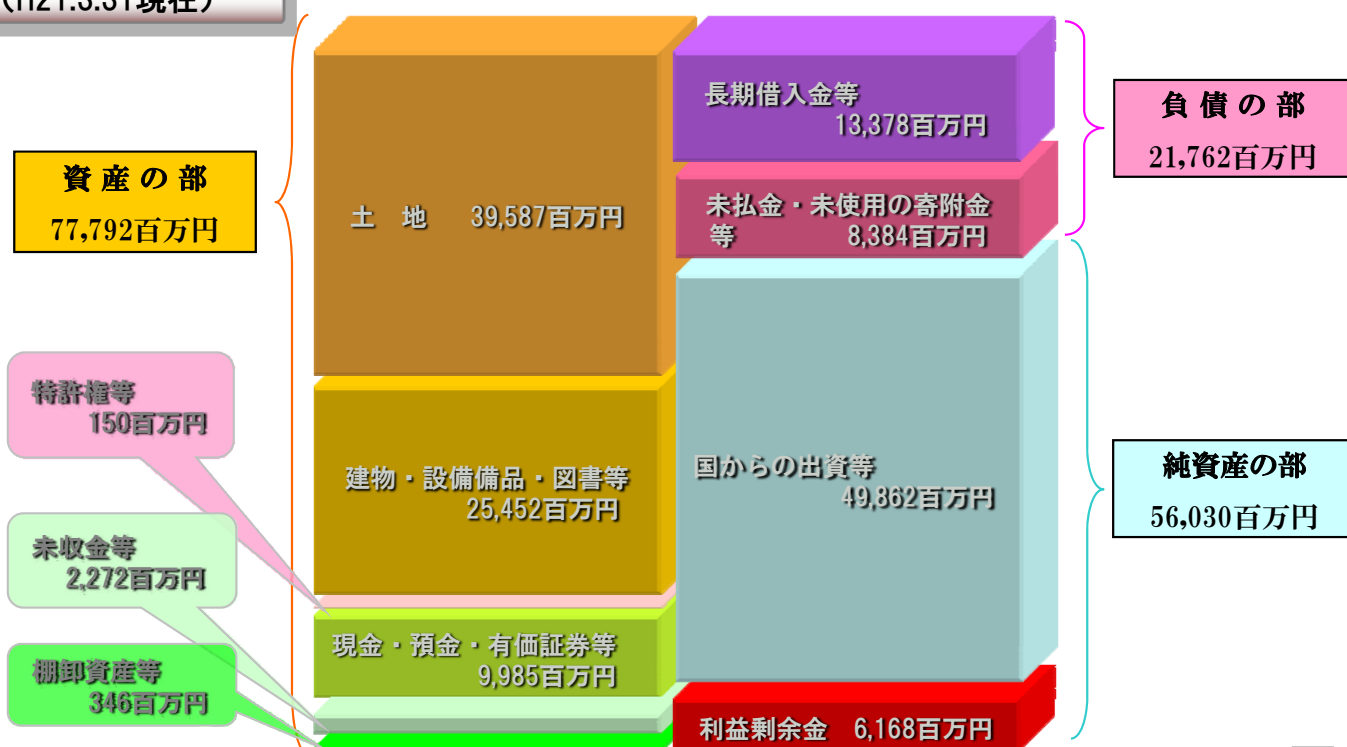 （H21.3.31現在）
資 産 の 部
77,792百万円
土　地　39,587百万円
建物・設備備品・図書等
25,452百万円
特許権等
150百万円
現金・預金・有価証券等
9,985百万円
未収金等
2,272百万円
棚卸資産等
346百万円
長期借入金等
13,378百万円
未払金・未使用の寄附金
等　8,384百万円
負 債 の 部
21,762百万円
国からの出資等
49,862百万円
利益剰余金　6,168百万円
純資産の部
56,030百万円